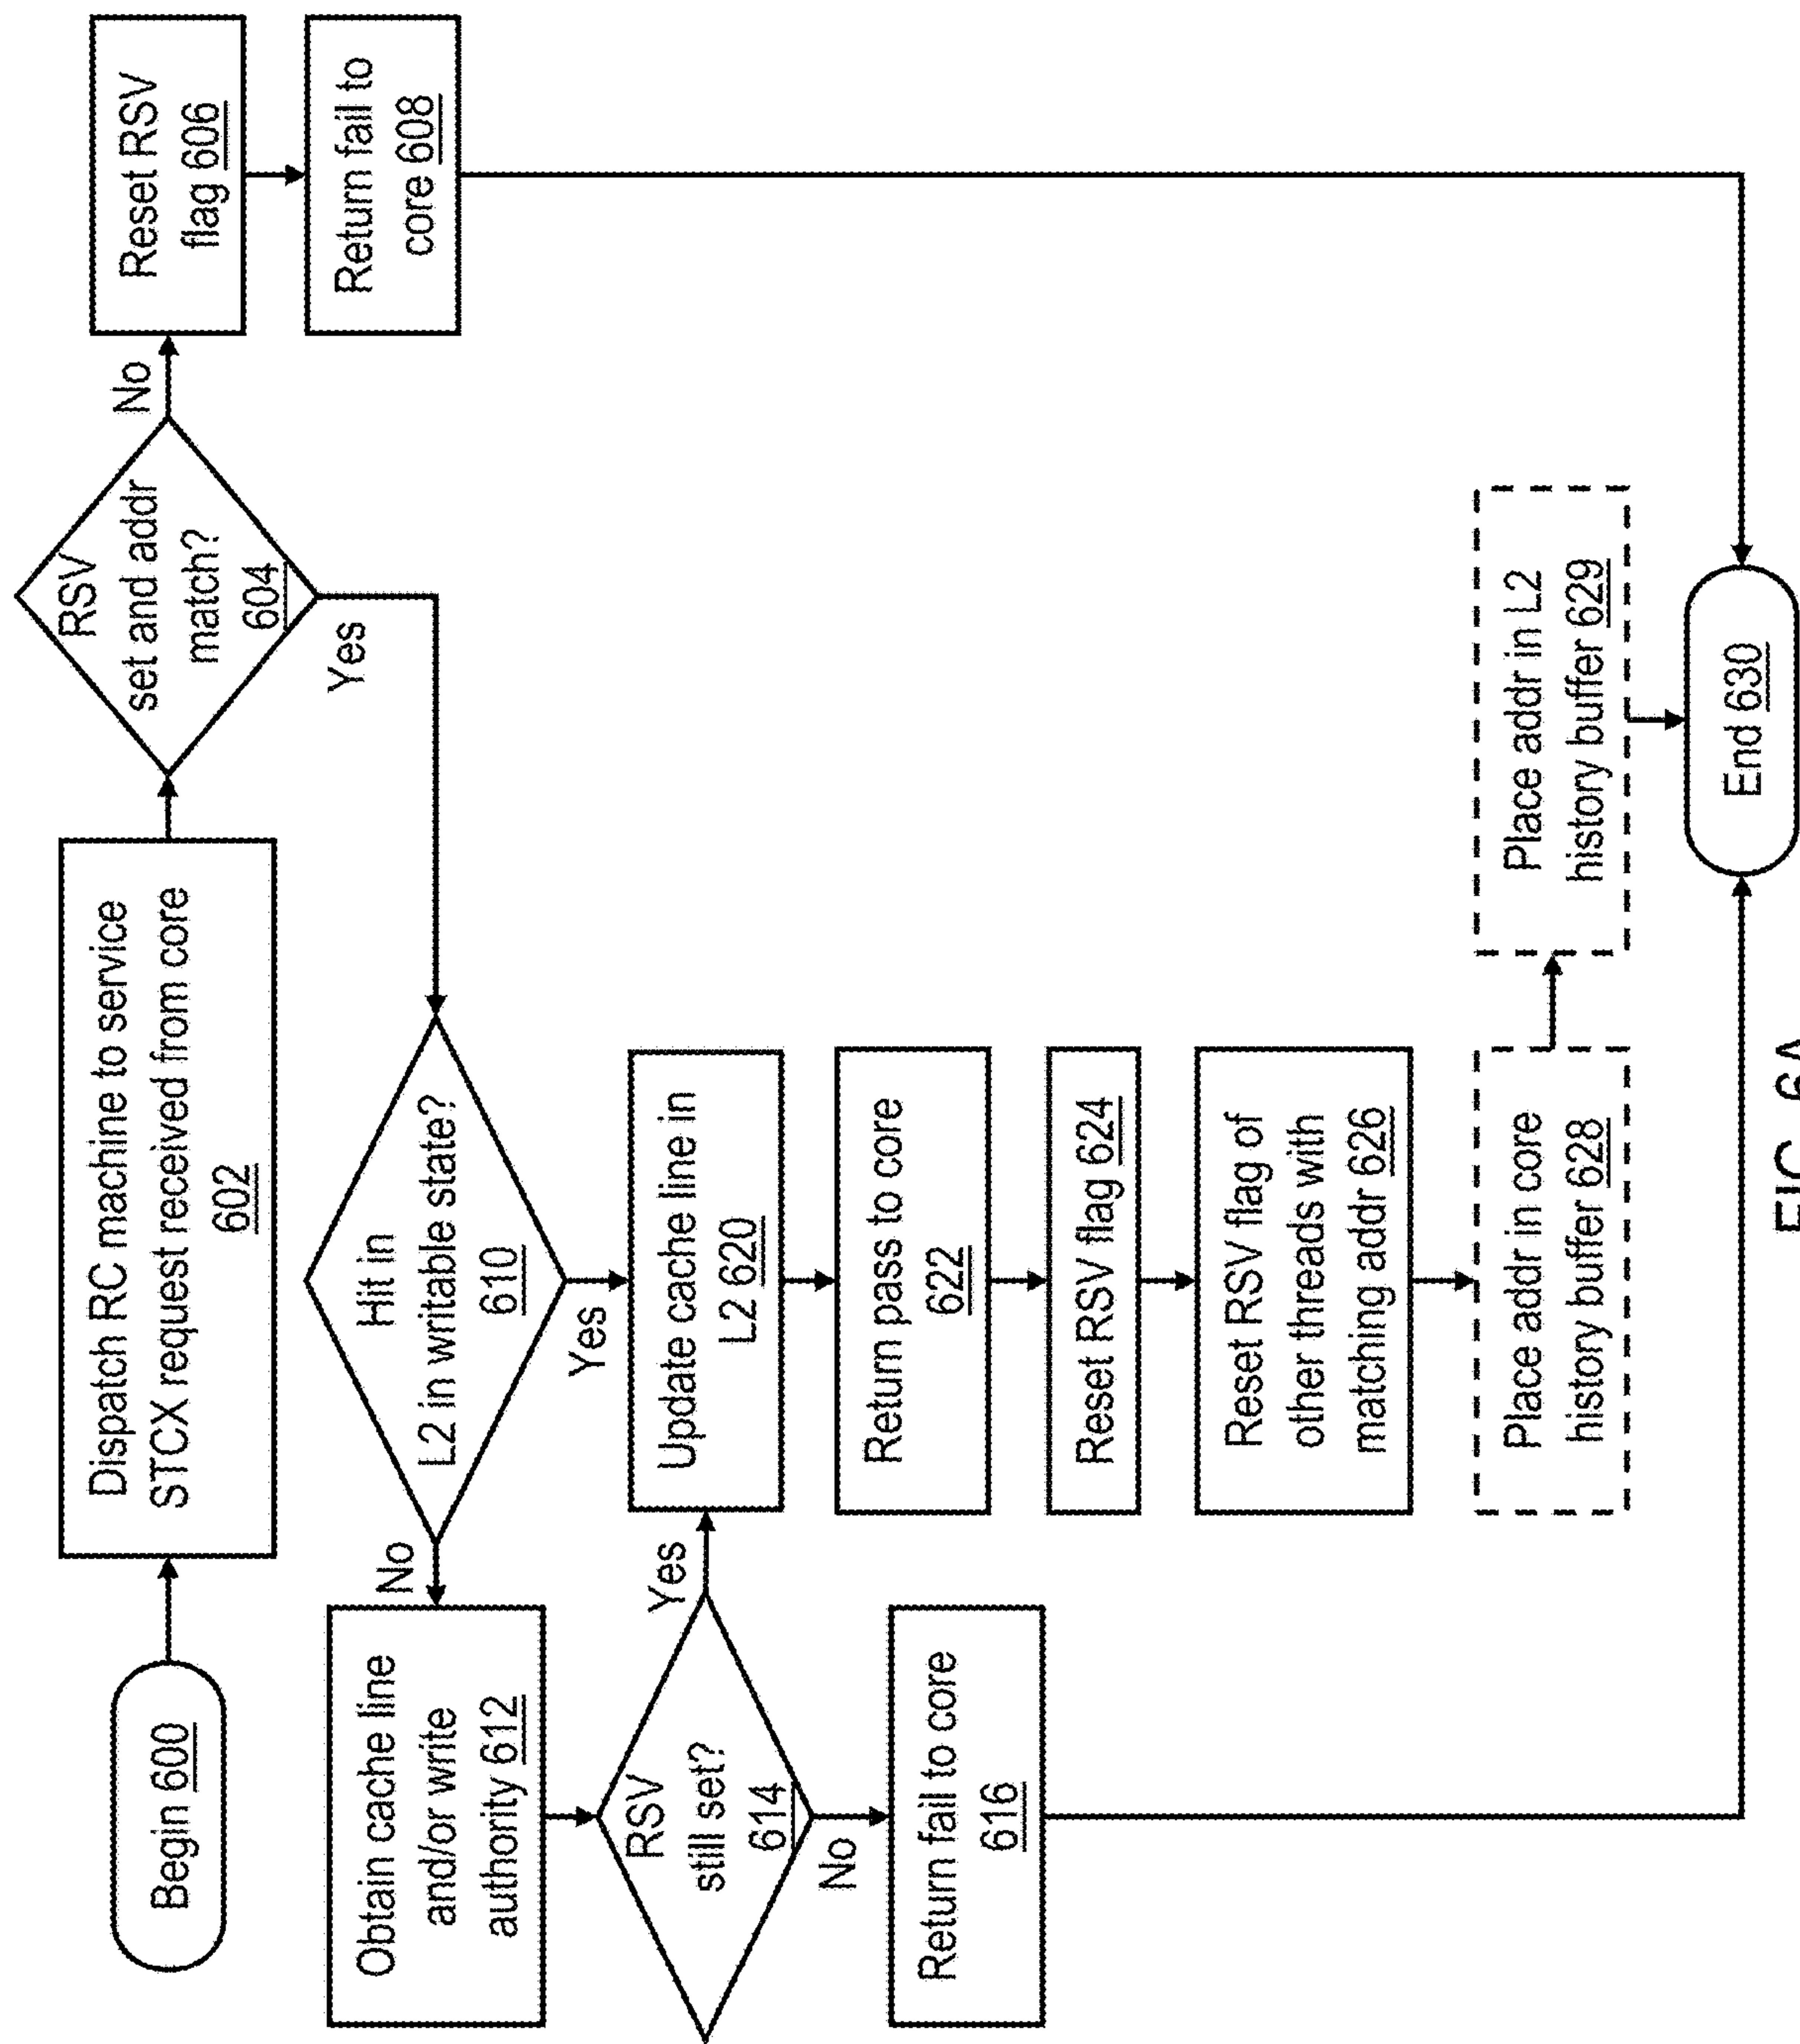 Begin 600
Dispatch RC machine to service
STCX request received from core
602
RSV
set and addr
match?
604
No
Reset RSV
flag 606
Return fail to
core 608
Yes
Hit in
L2 in writable state?
610
No
Obtain cache line
and/or write
authority 612
RSV
still set?
614
No
Return fail to core
616
Yes
Yes
Update cache line in
L2 620
Return pass to core
622
Reset RSV flag 624
Reset RSV flag of
other threads with
matching addr 626
Place addr in core
history buffer 628
Place addr in L2
history buffer 629
End 630
FIG. 6A